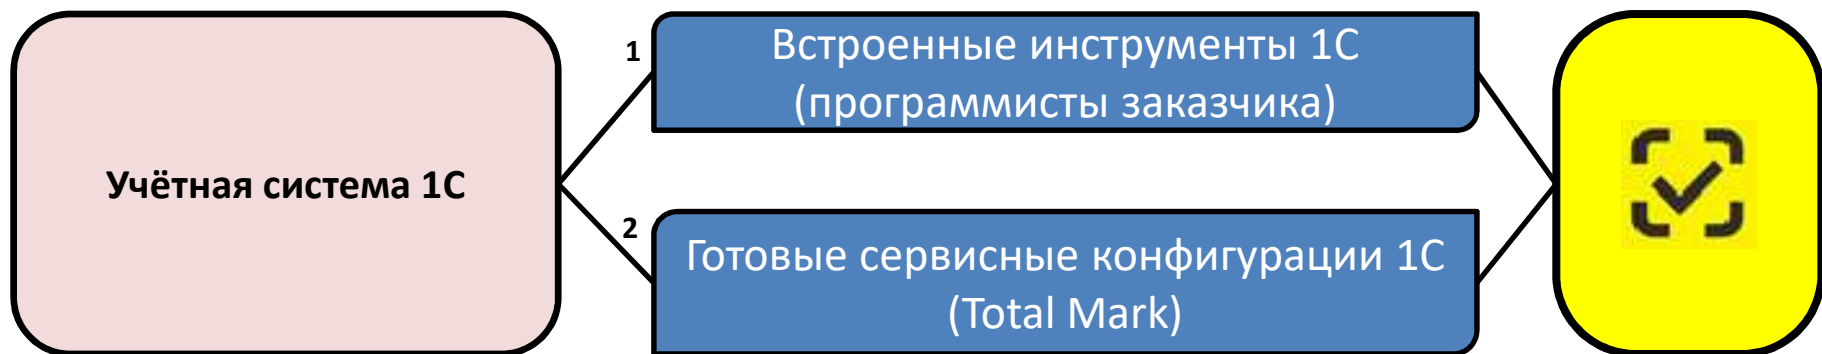 Учётная система 1С
1
Встроенные инструменты 1С
(программисты заказчика)
2
Готовые сервисные конфигурации 1С
(Total Mark)